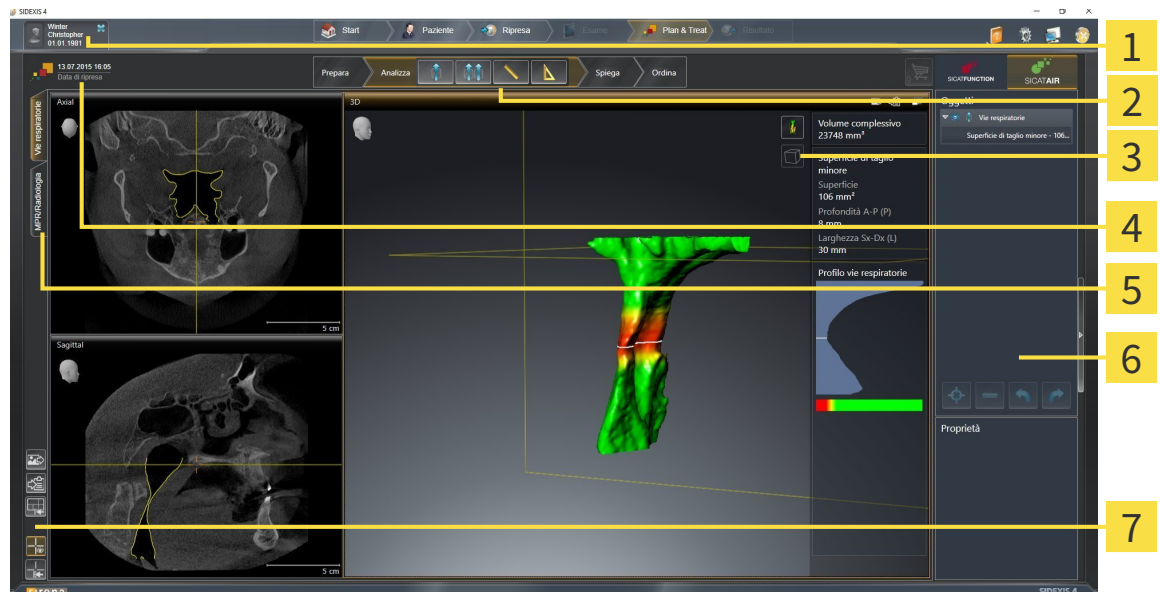 SIDEXIS 4
Winter
Christopher
01.01.1981
Start
Paziente
Ripresa
Esame
Plan & Treat
Risultato
1
13.07.2015 16:05
Data di ripresa
Prepara
Analizza
Spiega
Ordina
SICATFUNCTION
SICATAIR
2
Vie respiratorie
MPR/Radiologia
Axial
5 cm
Sagittal
5 cm
3D
Volume complessivo
23748 mm³
Superficie di taglio
minore
Superficie
106 mm²
Profondità A-P (P)
8 mm
Larghezza Sx-Dx (L)
30 mm
Profilo vie respiratorie
Oggetti
Vie respiratorie
Superficie di taglio minore - 106...
Proprietà
3
4
5
6
7
sirona
SIDEXIS 4